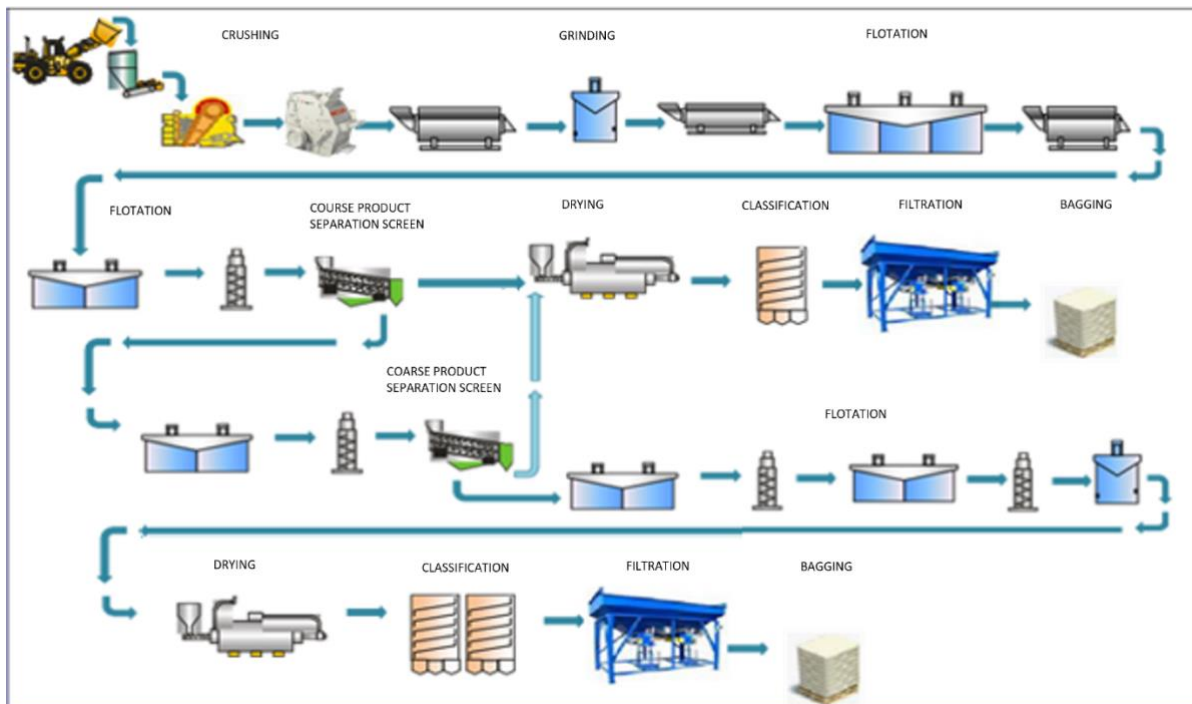 CRUSHING
GRINDING
FLOTATION
FLOTATION
COURSE PRODUCT
SEPARATION SCREEN
DRYING
CLASSIFICATION
FILTRATION
BAGGING
COARSE PRODUCT
SEPARATION SCREEN
FLOTATION
DRYING
CLASSIFICATION
FILTRATION
BAGGING